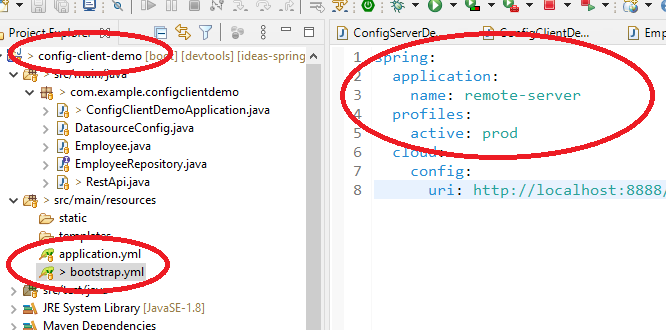 Project Explorer
> config-client-demo [boot] [devtools] [ideas-spring
> src/main/java
com.example.configclientdemo
> ConfigClientDemoApplication.java
DatasourceConfig.java
Employee.java
EmployeeRepository.java
> RestApi.java
> src/main/resources
static
templates
application.yml
> bootstrap.yml
src/test/java
JRE System Library [JavaSE-1.8]
Maven Dependencies
ConfigServerDe...
ConfigClientDe...
Emp
1 spring:
2 application:
3 name: remote-server
4 profiles:
5 active: prod
6 cloud:
7 config:
8 uri: http://localhost:8888/